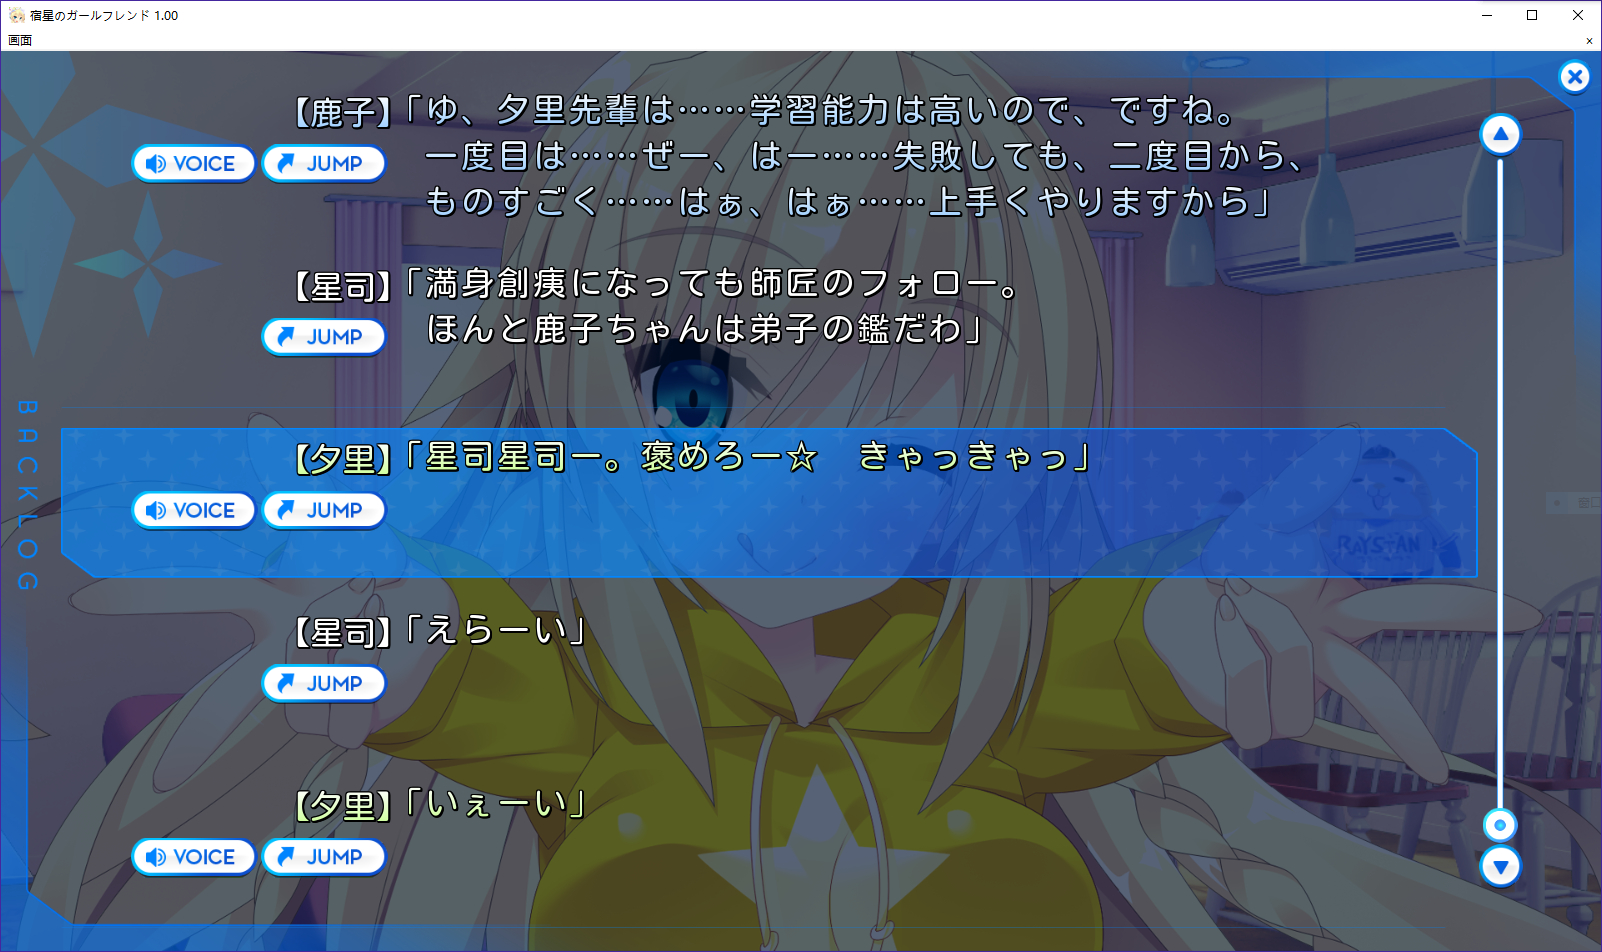 宿星のガールフレンド 1.00
画面
【鹿子】「ゆ、夕里先輩は……学習能力は高いので、ですね。
一度目は……ぜー、はー……失敗しても、二度目から、
ものすごく……はぁ、はぁ……上手くやりますから」
VOICE JUMP
【星司】「満身創痍になっても師匠のフォロー。
ほんと鹿子ちゃんは弟子の鑑だわ」
JUMP
BACKLOG
【夕里】「星司星司ー。褒めろー☆　きゃっきゃっ」
VOICE JUMP
RAYSTAN
【星司】「えらーい」
JUMP
【夕里】「いぇーい」
VOICE JUMP